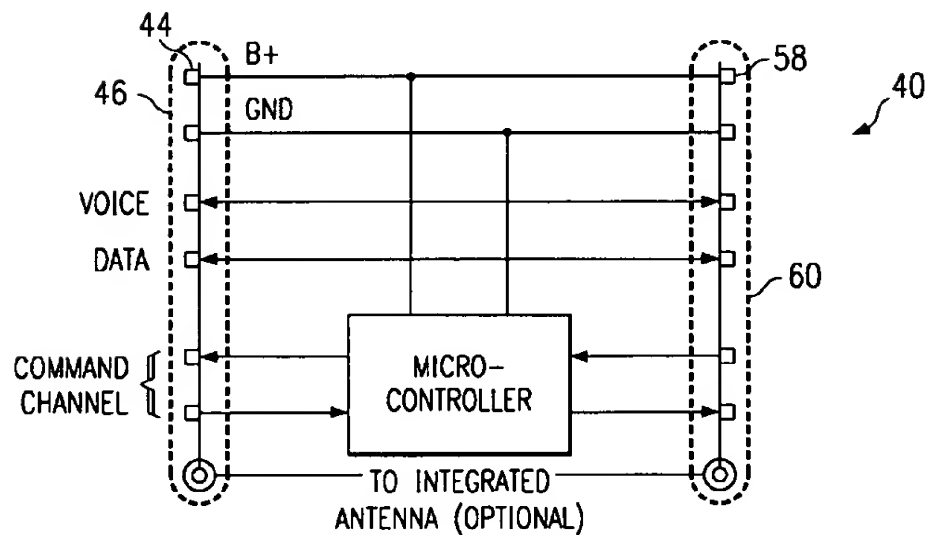 44
B+
58
46
GND
40
VOICE
DATA
60
COMMAND
CHANNEL
MICRO-
CONTROLLER
TO INTEGRATED
ANTENNA (OPTIONAL)